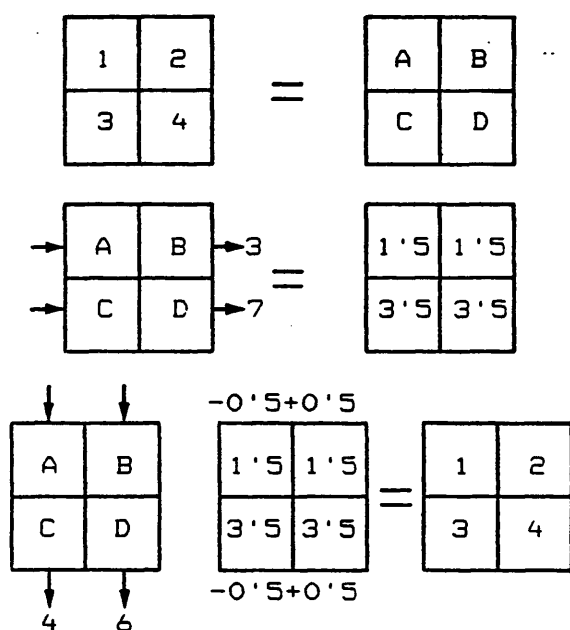 1 2 = A B
3 4 C D
A B 3 = 1'5 1'5
C D 7 3'5 3'5
-0'5+0'5
A B 1'5 1'5 = 1 2
C D 3'5 3'5 3 4
-0'5+0'5
4 6